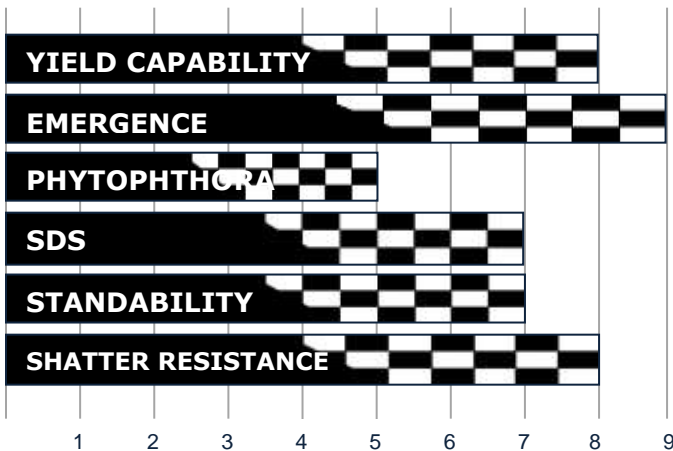 YIELD CAPABILITY
EMERGENCE
PHYTOPHTHORA
SDS
STANDABILITY
SHATTER RESISTANCE
1 2 3 4 5 6 7 8 9